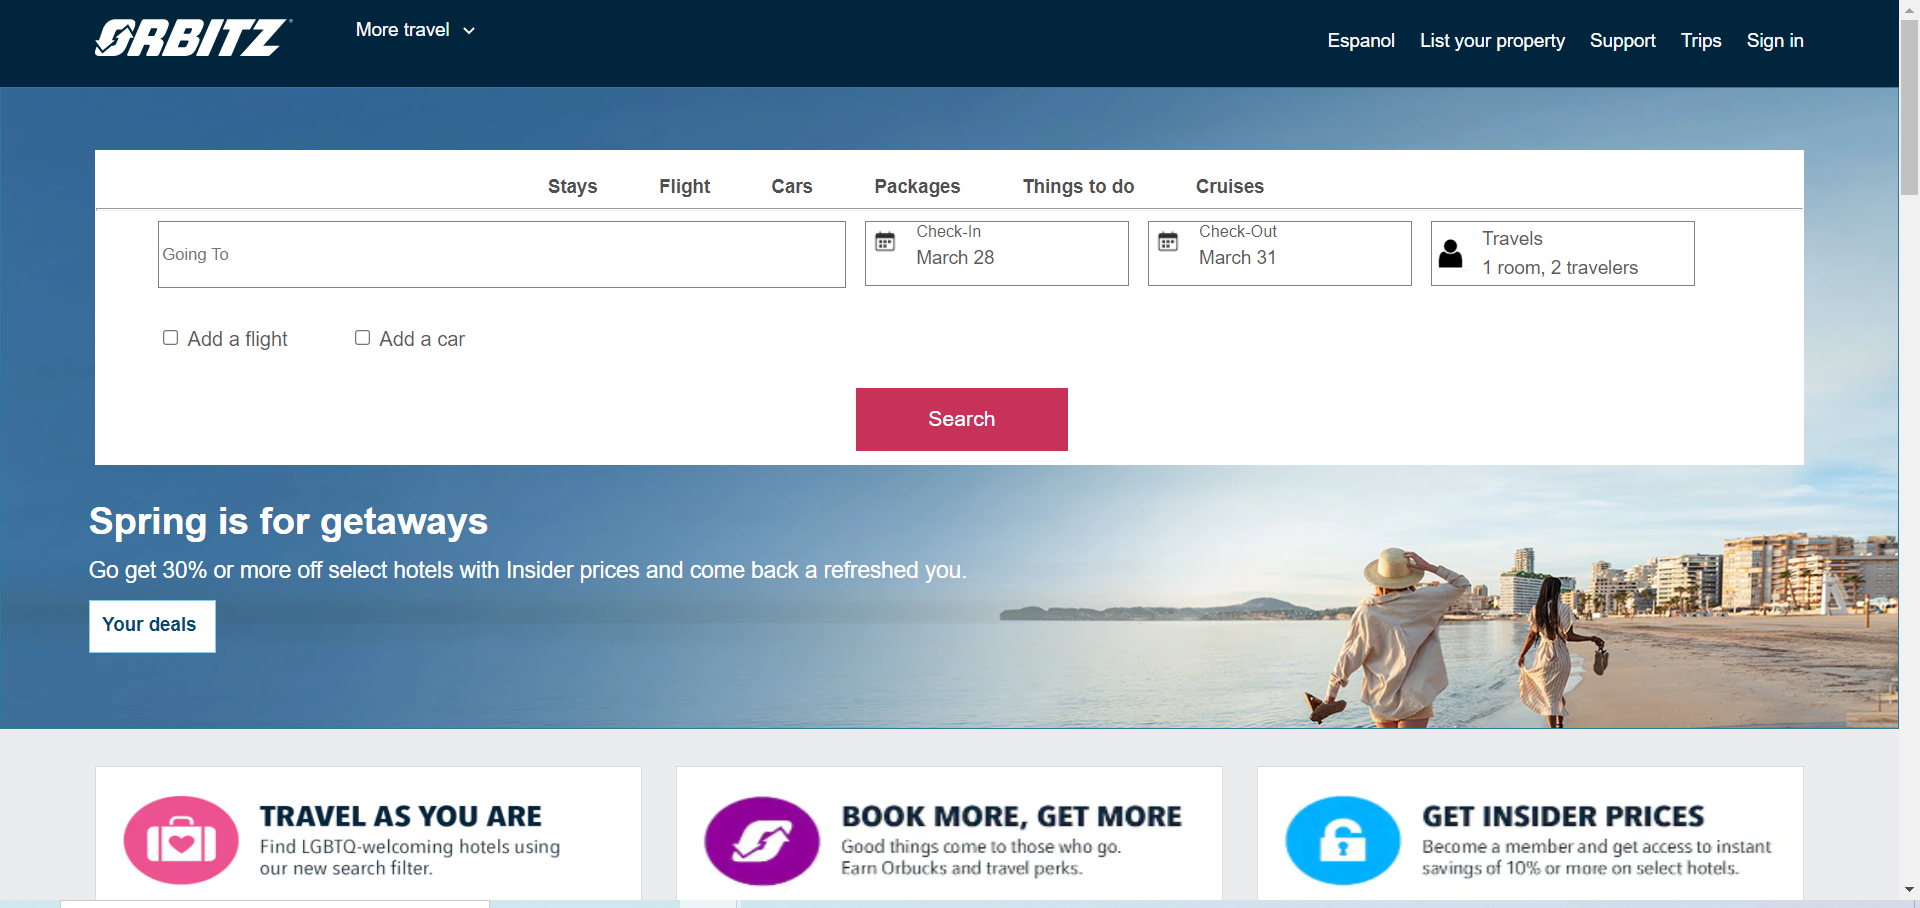 ORBITZ
More travel
Espanol List your property Support Trips Sign in
Stays Flight Cars Packages Things to do Cruises
Going To
Check-In
March 28
Check-Out
March 31
Travels
1 room, 2 travelers
Add a flight Add a car
Search
Spring is for getaways
Go get 30% or more off select hotels with Insider prices and come back a refreshed you.
Your deals
TRAVEL AS YOU ARE
Find LGBTQ-welcoming hotels using
our new search filter.
BOOK MORE, GET MORE
Good things come to those who go.
Earn Orbucks and travel perks.
GET INSIDER PRICES
Become a member and get access to instant
savings of 10% or more on select hotels.